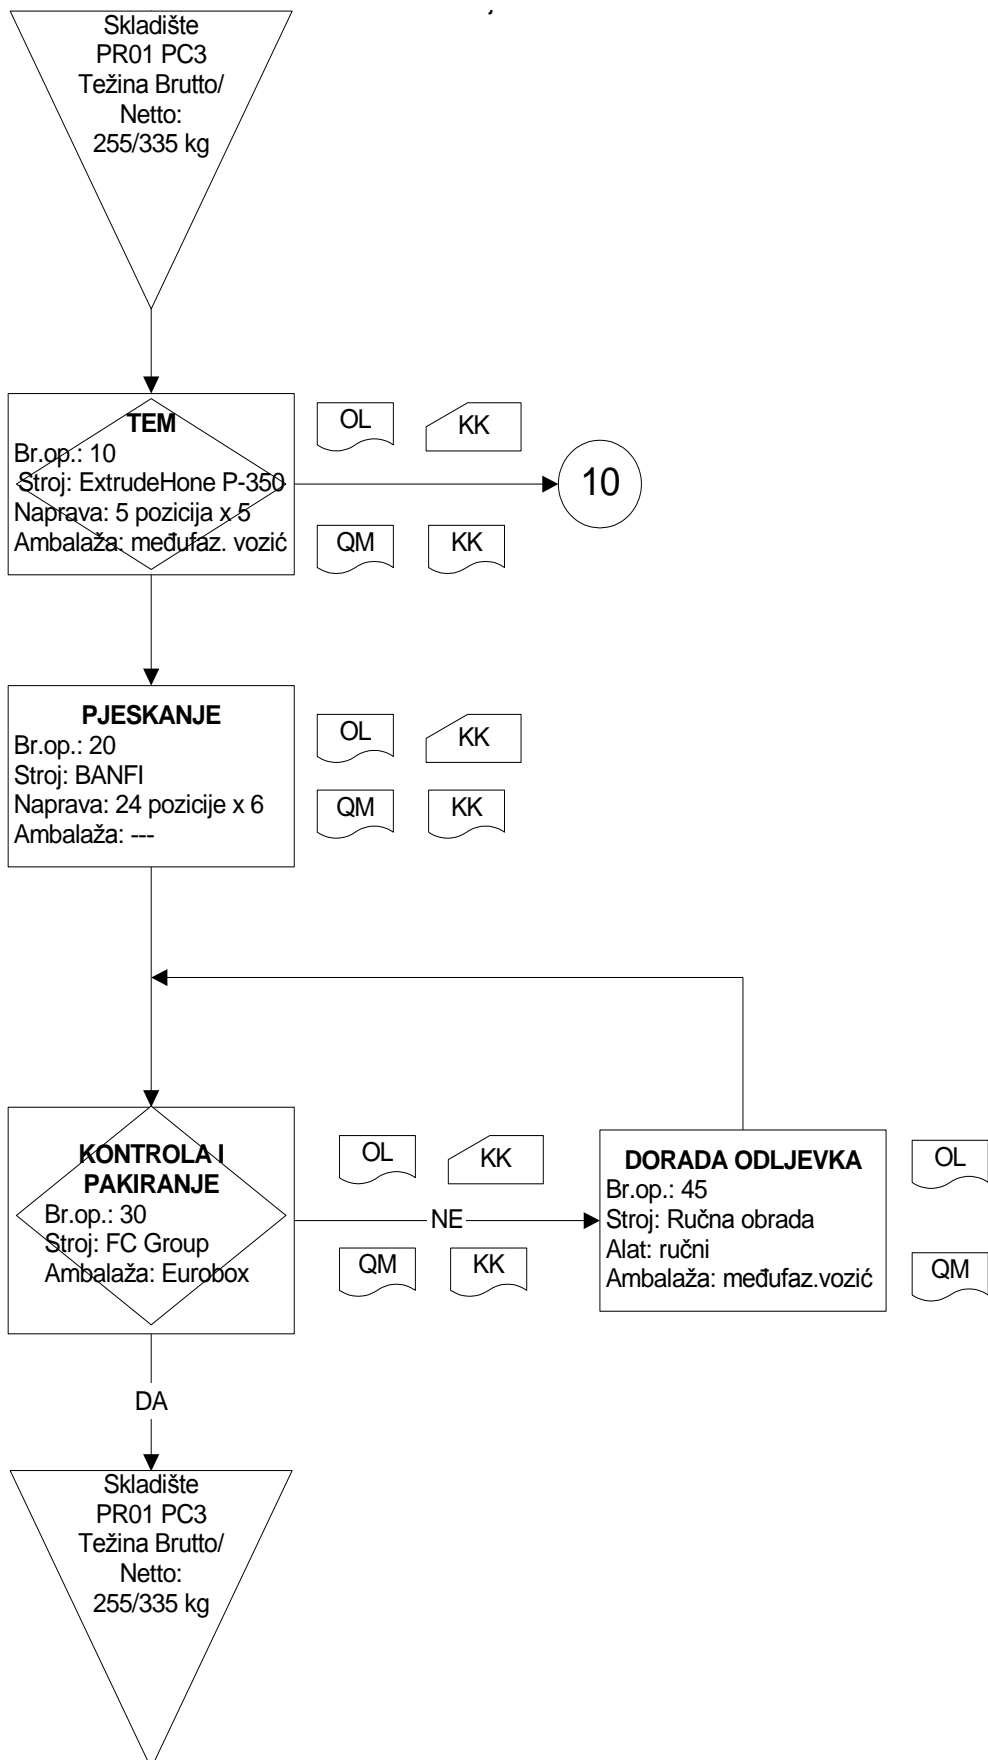 Skladište
PR01 PC3
Težina Brutto/
Netto:
255/335 kg
TEM
Br.op.: 10
Stroj: ExtrudeHone P-350
Naprava: 5 pozicija x 5
Ambalaža: međufaz. vozić
OL
KK
10
QM
KK
PJESKANJE
Br.op.: 20
Stroj: BANFI
Naprava: 24 pozicije x 6
Ambalaža: ---
OL
KK
QM
KK
KONTROLA I
PAKIRANJE
Br.op.: 30
Stroj: FC Group
Ambalaža: Eurobox
OL
KK
NE
QM
KK
DORADA ODLJEVKA
Br.op.: 45
Stroj: Ručna obrada
Alat: ručni
Ambalaža: međufaz.vozić
OL
QM
DA
Skladište
PR01 PC3
Težina Brutto/
Netto:
255/335 kg